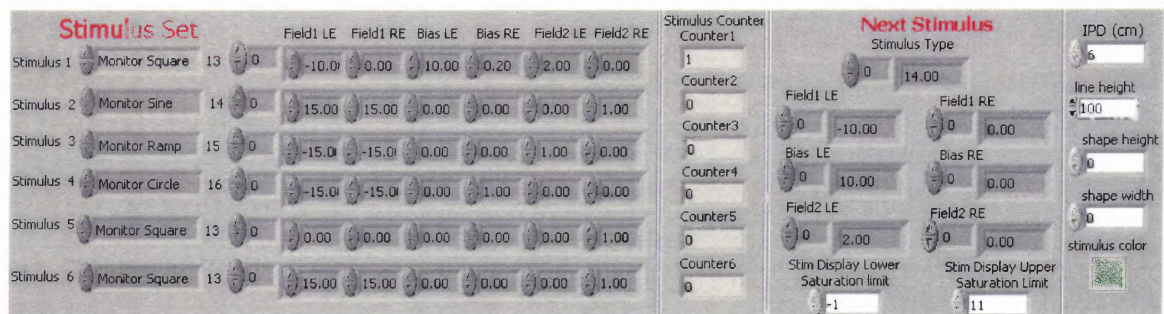 Stimulus Set
Field1 LE Field1 RE Bias LE Bias RE Field2 LE Field2 RE
Stimulus 1 Monitor Square 13 0 -10.0 0.00 10.00 0.20 2.00 0.00
Stimulus 2 Monitor Sine 14 0 15.00 15.00 0.00 0.00 0.00 1.00
Stimulus 3 Monitor Ramp 15 0 -15.0 -15.0 0.00 0.00 1.00 0.00
Stimulus 4 Monitor Circle 16 0 -15.0 -15.0 0.00 1.00 0.00 0.00
Stimulus 5 Monitor Square 13 0 0.00 0.00 0.00 0.00 0.00 1.00
Stimulus 6 Monitor Square 13 0 15.00 15.00 0.00 0.00 0.00 1.00
Stimulus Counter
Counter1
1
Counter2
0
Counter3
0
Counter4
0
Counter5
0
Counter6
0
Next Stimulus
Stimulus Type
0 14.00
Field1 LE Field1 RE
0 -10.00 0 0.00
Bias LE Bias RE
0 10.00 0 0.00
Field2 LE Field2 RE
0 2.00 0 0.00
Stim Display Lower Stim Display Upper
Saturation limit Saturation Limit
-1 11
IPD (cm)
6
line height
100
shape height
0
shape width
0
stimulus color